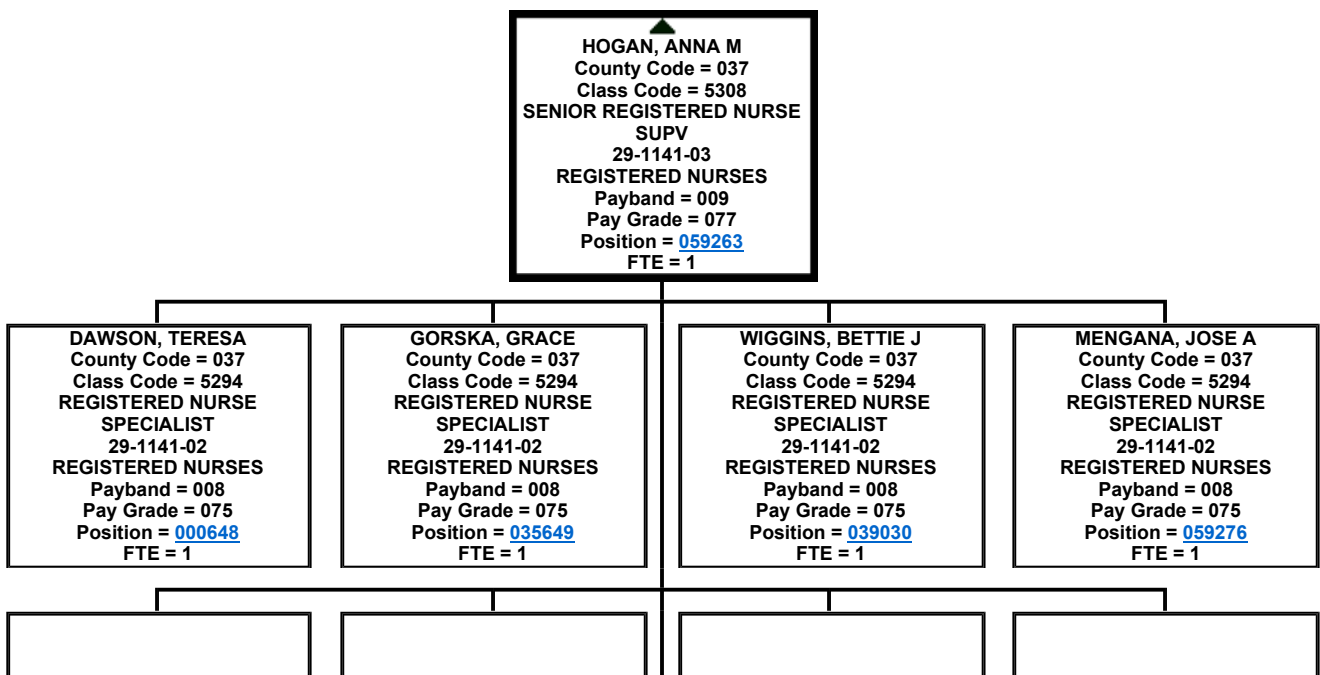 HOGAN, ANNA M
County Code = 037
Class Code = 5308
SENIOR REGISTERED NURSE
SUPV
29-1141-03
REGISTERED NURSES
Payband = 009
Pay Grade = 077
Position = 059263
FTE = 1
DAWSON, TERESA
County Code = 037
Class Code = 5294
REGISTERED NURSE
SPECIALIST
29-1141-02
REGISTERED NURSES
Payband = 008
Pay Grade = 075
Position = 000648
FTE = 1
GORSKA, GRACE
County Code = 037
Class Code = 5294
REGISTERED NURSE
SPECIALIST
29-1141-02
REGISTERED NURSES
Payband = 008
Pay Grade = 075
Position = 035649
FTE = 1
WIGGINS, BETTIE J
County Code = 037
Class Code = 5294
REGISTERED NURSE
SPECIALIST
29-1141-02
REGISTERED NURSES
Payband = 008
Pay Grade = 075
Position = 039030
FTE = 1
MENGANA, JOSE A
County Code = 037
Class Code = 5294
REGISTERED NURSE
SPECIALIST
29-1141-02
REGISTERED NURSES
Payband = 008
Pay Grade = 075
Position = 059276
FTE = 1